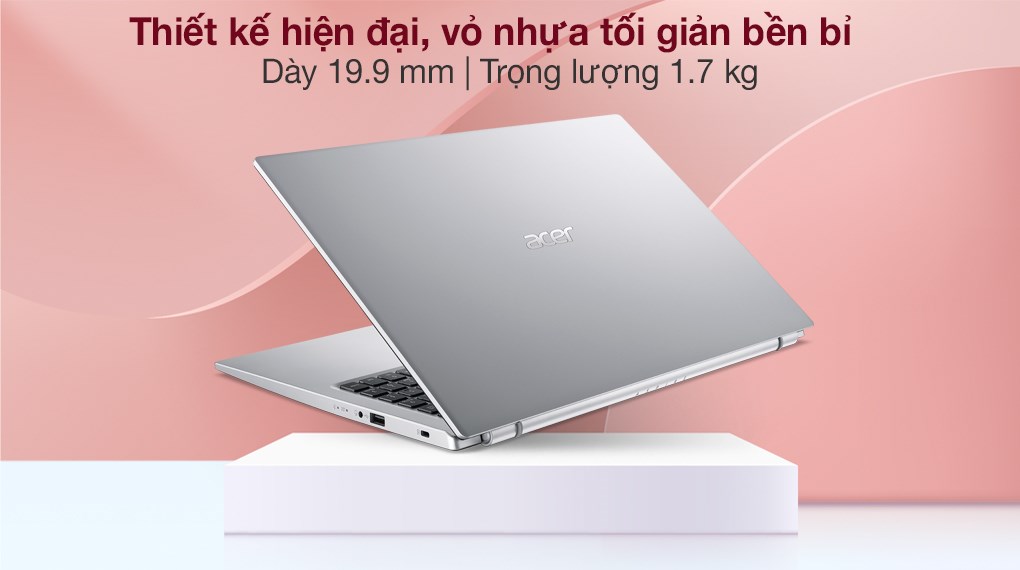 Thiết kế hiện đại, vỏ nhựa tối giản bền bỉ
Dày 19.9 mm | Trọng lượng 1.7 kg
acer